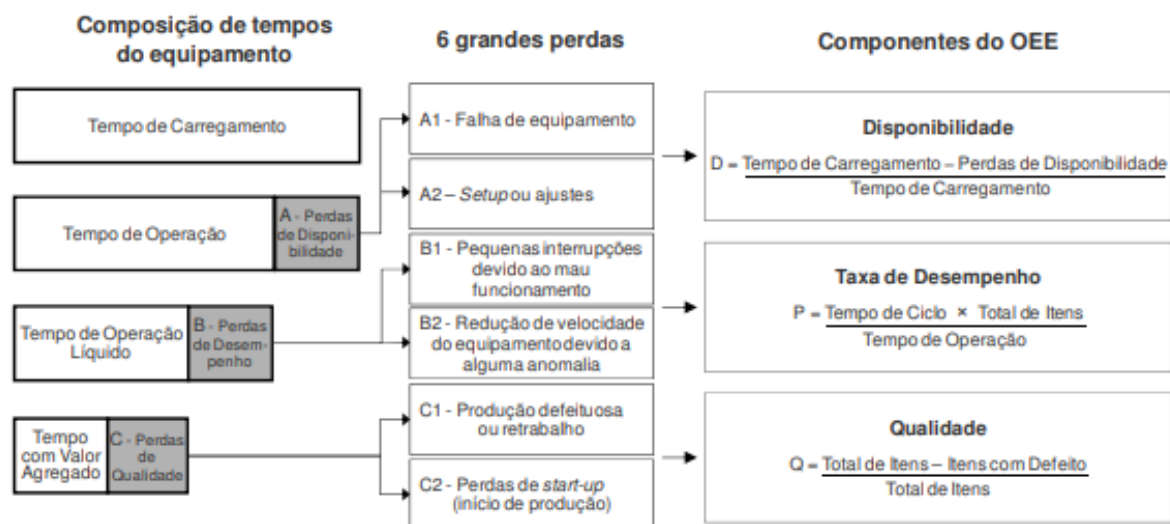 Composição de tempos
do equipamento
6 grandes perdas
Componentes do OEE
Tempo de Carregamento
Tempo de Operação
A - Perdas
de Disponi-
bilidade
Tempo de Operação
Líquido
B - Perdas
de Desem-
penho
Tempo
com Valor
Agregado
C - Perdas
de
Qualidade
A1 - Falha de equipamento
A2 – Setup ou ajustes
B1 - Pequenas interrupções
devido ao mau
funcionamento
B2 - Redução de velocidade
do equipamento devido a
alguma anomalia
C1 - Produção defeituosa
ou retrabalho
C2 - Perdas de start-up
(início de produção)
Disponibilidade
D = Tempo de Carregamento – Perdas de Disponibilidade
Tempo de Carregamento
Taxa de Desempenho
P = Tempo de Ciclo × Total de Itens
Tempo de Operação
Qualidade
Q = Total de Itens – Itens com Defeito
Total de Itens